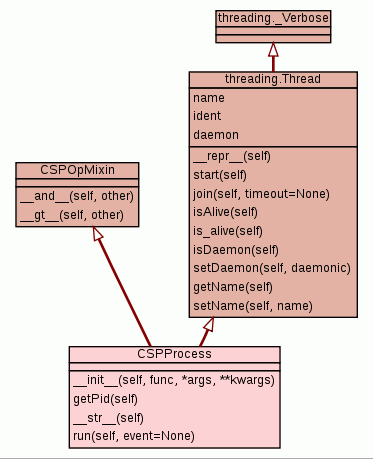 threading._Verbose
threading.Thread
name
ident
daemon
__repr__(self)
start(self)
join(self, timeout=None)
isAlive(self)
is_alive(self)
isDaemon(self)
setDaemon(self, daemonic)
getName(self)
setName(self, name)
CSPOpMixin
__and__(self, other)
__gt__(self, other)
CSPProcess
__init__(self, func, *args, **kwargs)
getPid(self)
__str__(self)
run(self, event=None)